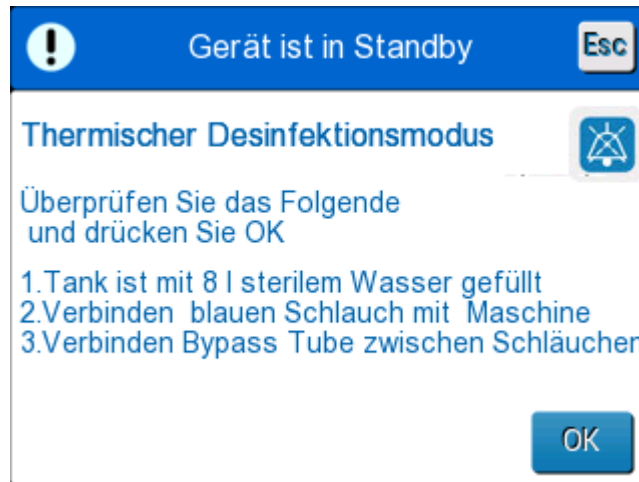 Gerät ist in Standby
Esc
Thermischer Desinfektionsmodus
Überprüfen Sie das Folgende
und drücken Sie OK
1.Tank ist mit 8 l sterilem Wasser gefüllt
2.Verbinden blauen Schlauch mit Maschine
3.Verbinden Bypass Tube zwischen Schläuchen
OK